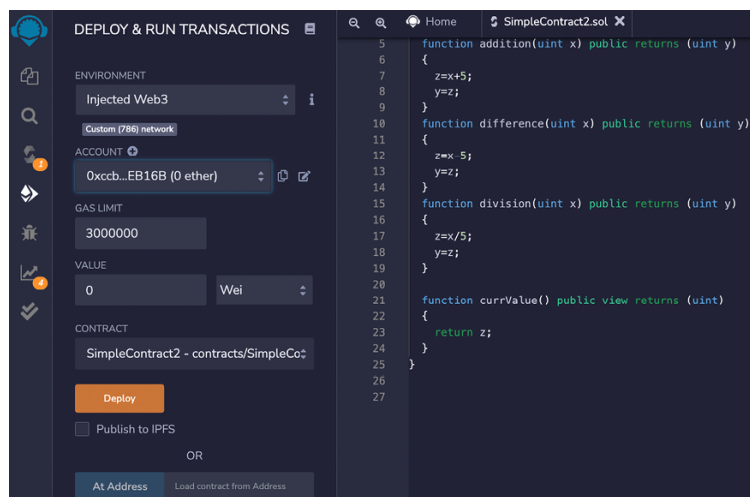 DEPLOY & RUN TRANSACTIONS
ENVIRONMENT
Injected Web3
i
Custom (786) network
ACCOUNT
0xccb...EB16B (0 ether)
GAS LIMIT
3000000
VALUE
0 Wei
CONTRACT
SimpleContract2 - contracts/SimpleCo
Deploy
Publish to IPFS
OR
At Address Load contract from Address
1
4
Home SimpleContract2.sol
5 function addition(uint x) public returns (uint y)
6 {
7 z=x+5;
8 y=z;
9 }
10 function difference(uint x) public returns (uint y)
11 {
12 z=x-5;
13 y=z;
14 }
15 function division(uint x) public returns (uint y)
16 {
17 z=x/5;
18 y=z;
19 }
20
21 function currValue() public view returns (uint)
22 {
23 return z;
24 }
25 }
26
27